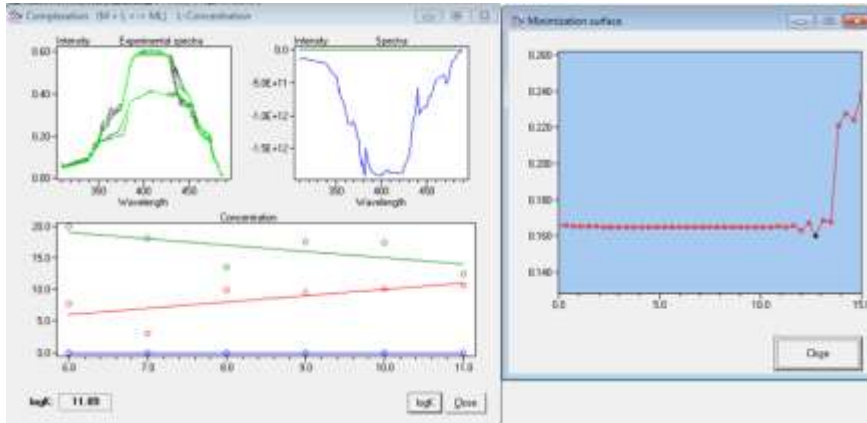 Complexation (M + L <=> ML) L-Concentration
Intensity Experimental spectra
0.60
0.40
0.20
0.00
350 400 450
Wavelength
Intensity Spectra
0.0
-5.0E+11
-1.0E+12
-1.5E+12
350 400 450
Wavelength
Concentration
20.0
15.0
10.0
5.0
0.0
6.0 7.0 8.0 9.0 10.0 11.0
logK
logK Close
Minimization surface
0.260
0.240
0.220
0.200
0.180
0.160
0.140
0.0 5.0 10.0 15.0
Close